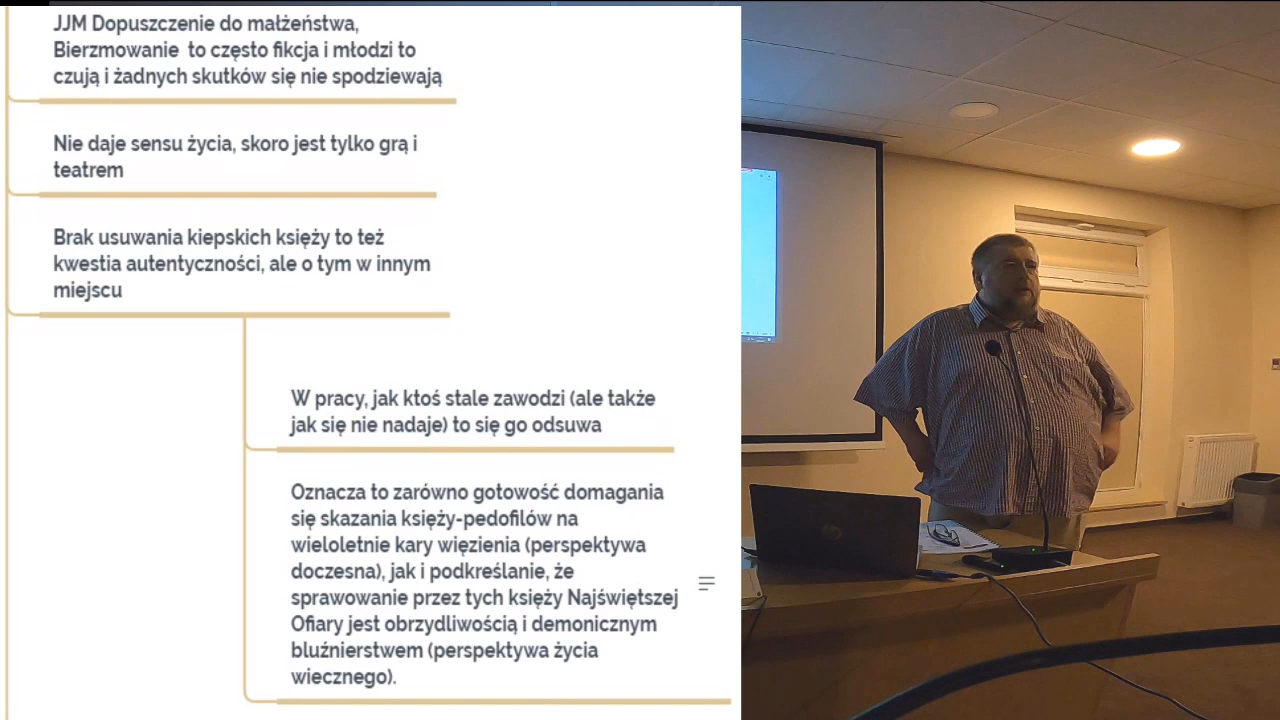 JJM Dopuszczenie do małżeństwa,
Bierzmowanie to często fikcja i młodzi to
czują i żadnych skutków się nie spodziewają
Nie daje sensu życia, skoro jest tylko grą i
teatrem
Brak usuwania kiepskich księży to też
kwestia autentyczności, ale o tym w innym
miejscu
W pracy, jak ktoś stale zawodzi (ale także
jak się nie nadaje) to się go odsuwa
Oznacza to zarówno gotowość domagania
się skazania księży-pedofilów na
wieloletnie kary więzienia (perspektywa
doczesna), jak i podkreślanie, że
sprawowanie przez tych księży Najświętszej
Ofiary jest obrzydliwością i demonicznym
bluźnierstwem (perspektywa życia
wiecznego).